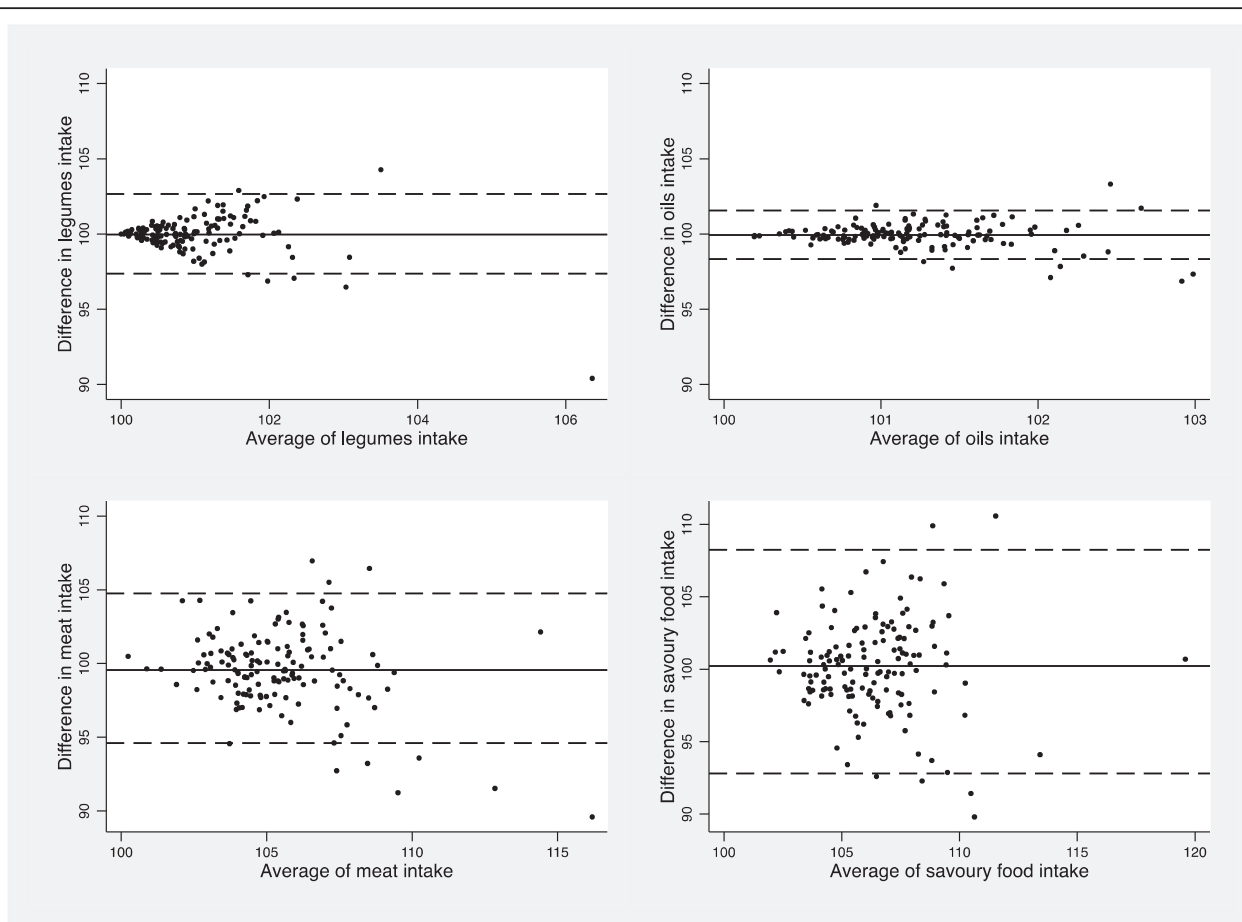 Difference in legumes intake
110
105
100
95
90
100 102 104 106
Average of legumes intake
Difference in oils intake
110
105
100
95
90
100 101 102 103
Average of oils intake
Difference in meat intake
110
105
100
95
90
100 105 110 115
Average of meat intake
Difference in savoury food intake
110
105
100
95
90
100 105 110 115 120
Average of savoury food intake